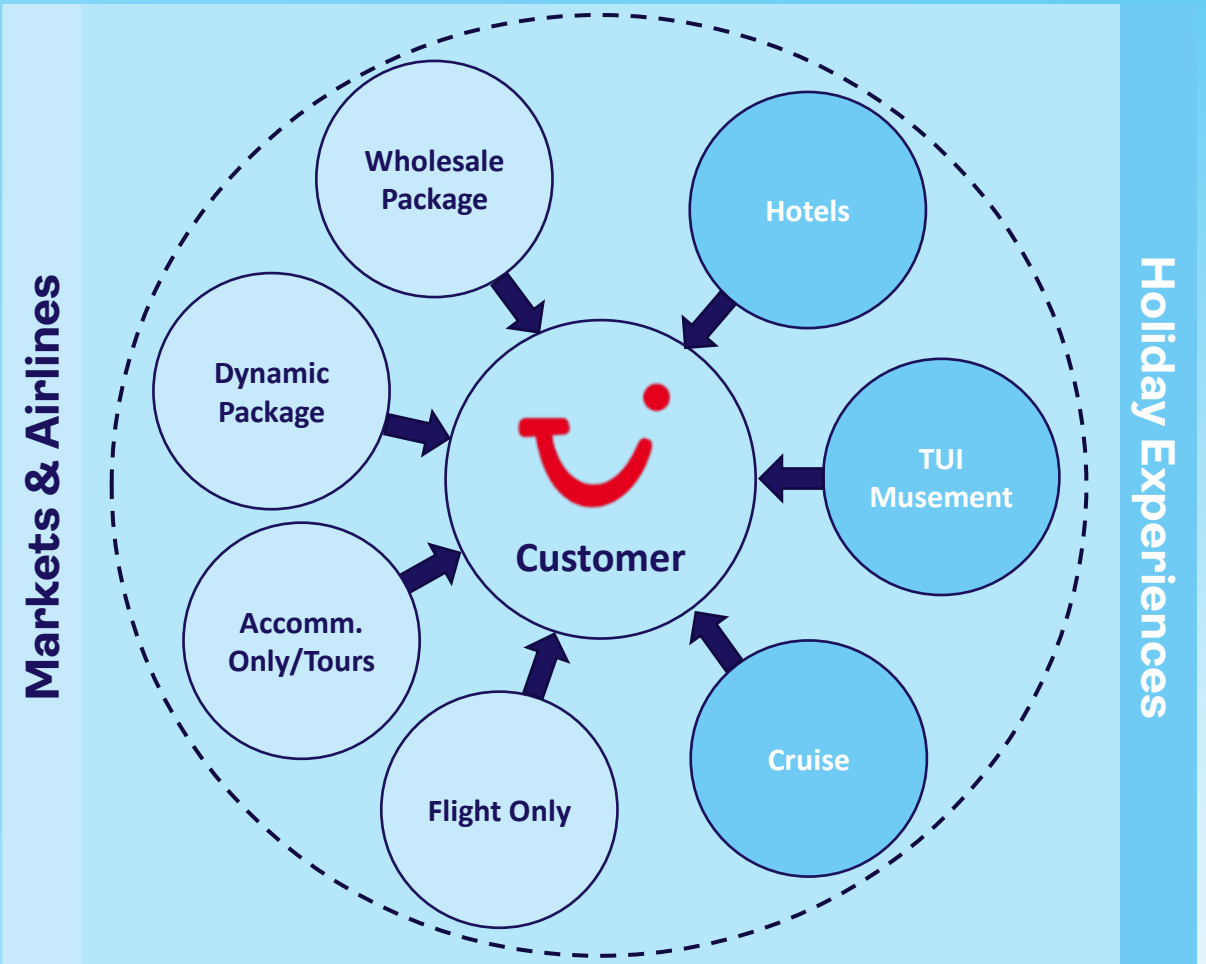 Markets & Airlines
Wholesale
Package
Dynamic
Package
Accomm.
Only/Tours
Flight Only
Customer
Hotels
TUI
Musement
Cruise
Holiday Experiences